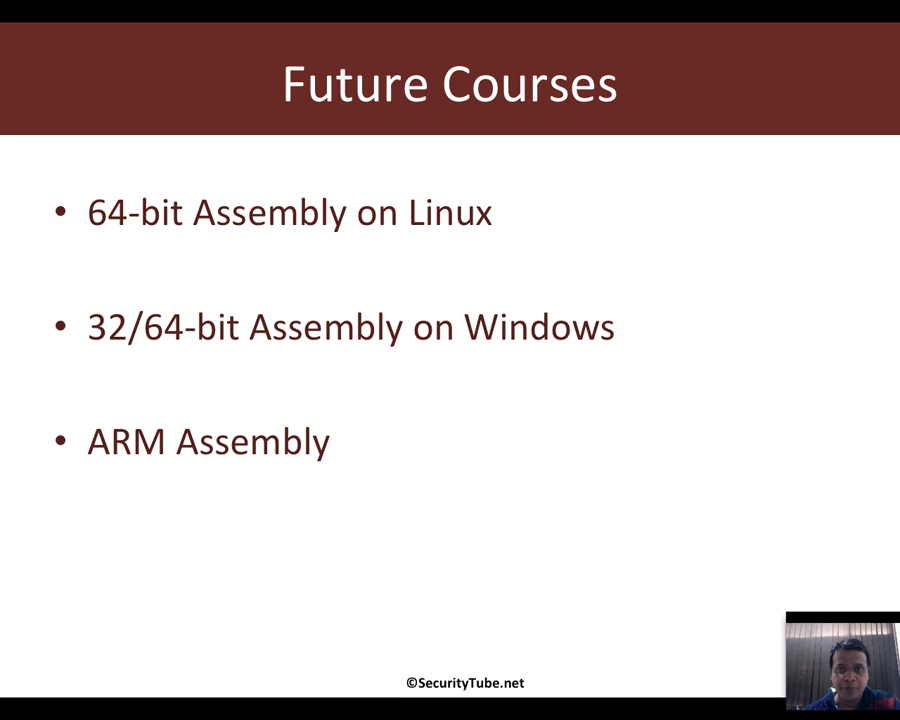 Future Courses
• 64-bit Assembly on Linux
• 32/64-bit Assembly on Windows
• ARM Assembly
©SecurityTube.net